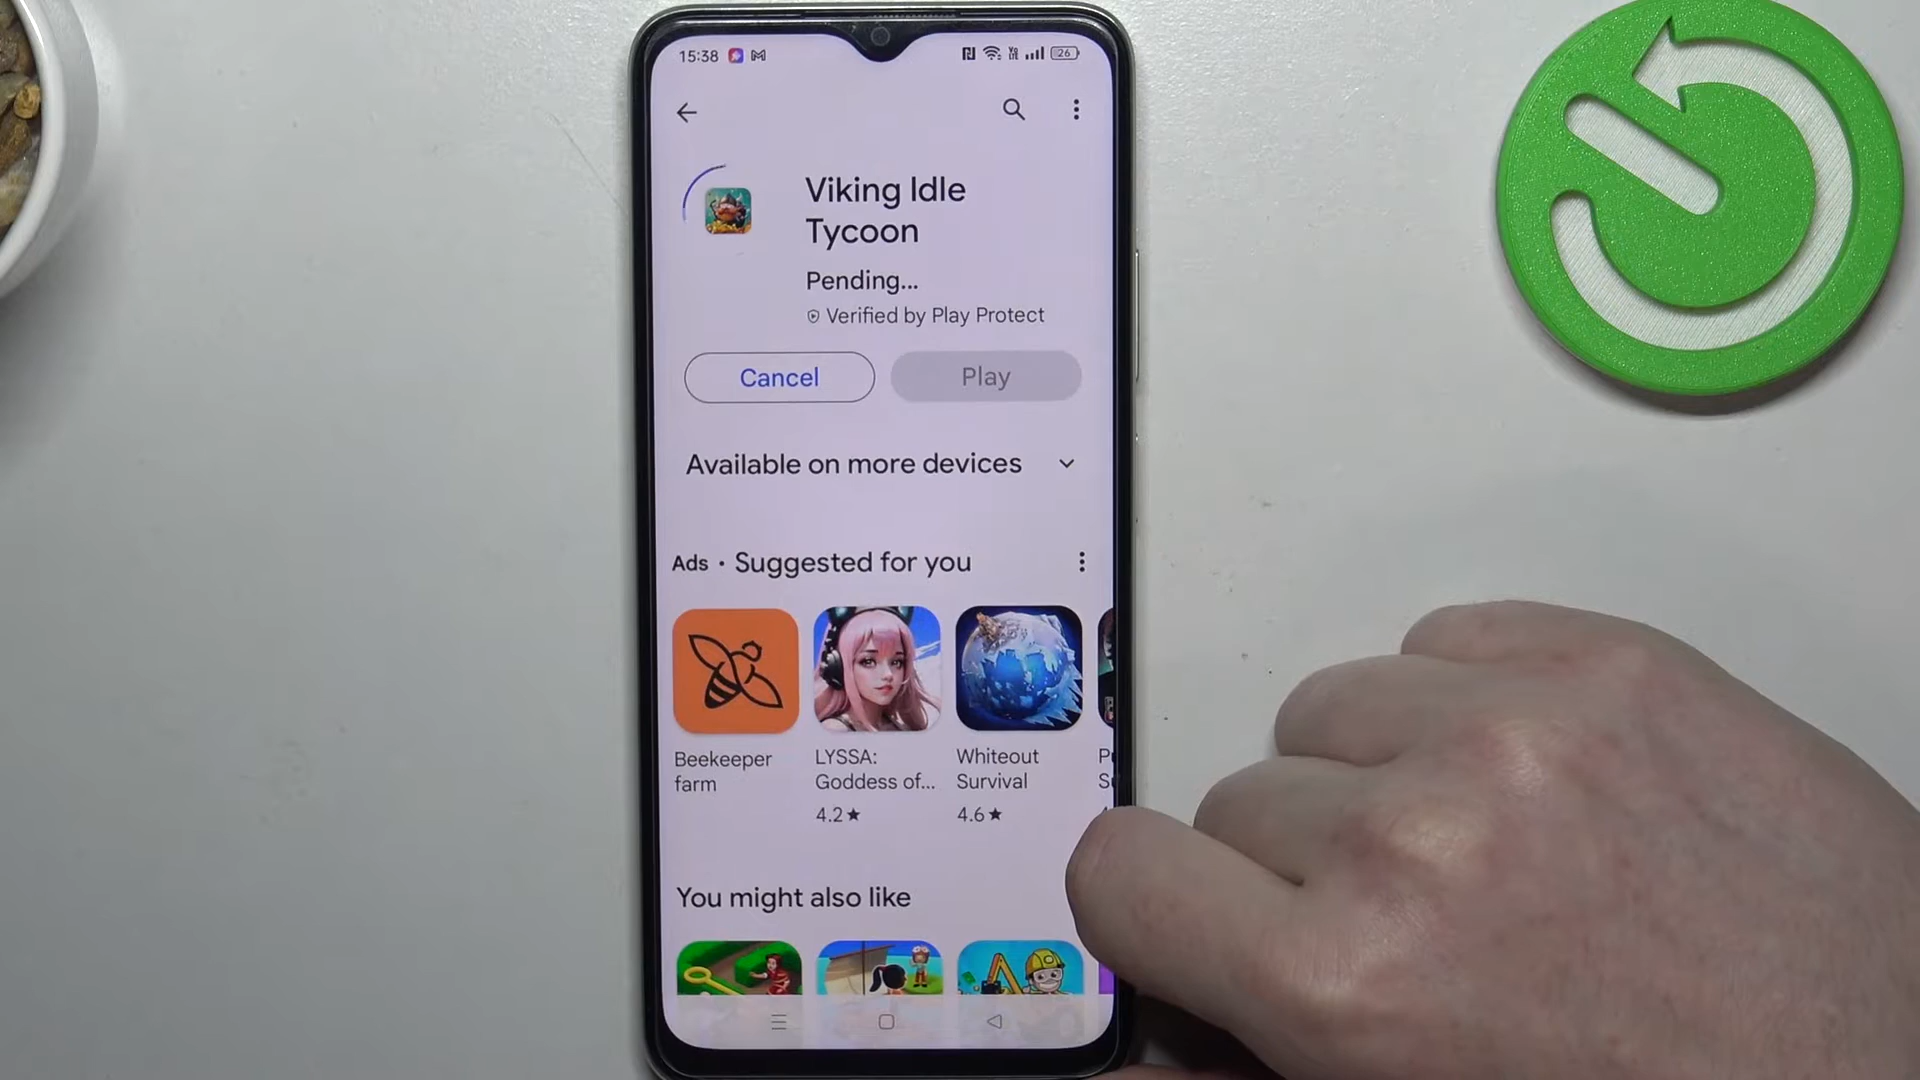 15:38
26
Viking Idle
Tycoon
Pending...
Verified by Play Protect
Cancel
Play
Available on more devices
Ads • Suggested for you
Beekeeper
farm
LYSSA:
Goddess of...
4.2★
Whiteout
Survival
4.6★
You might also like